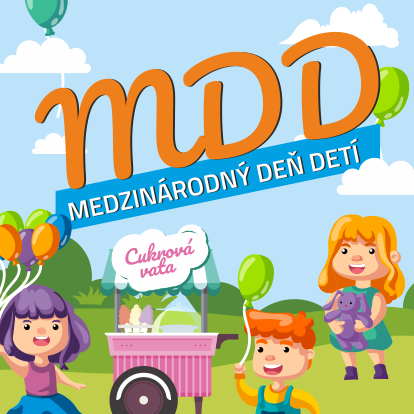 MDD
MEDZINÁRODNÝ DEŇ DETÍ
Cukrová
vata